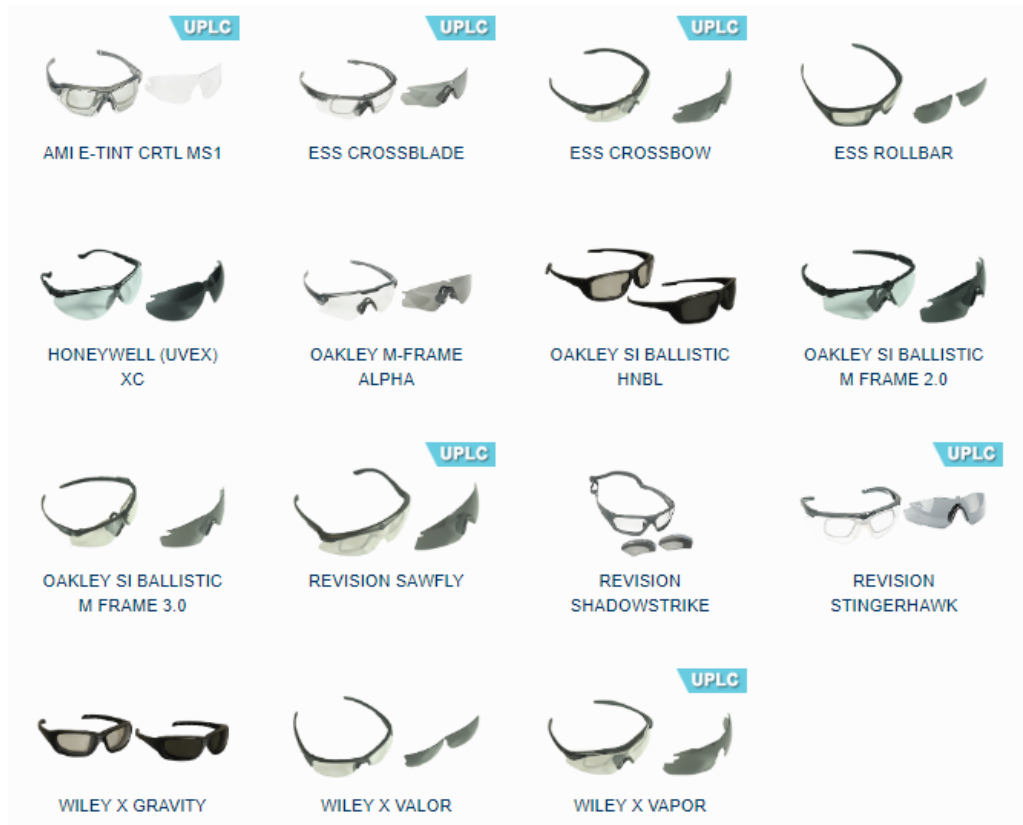 UPLC UPLC UPLC
AMI E-TINT CRTL MS1 ESS CROSSBLADE ESS CROSSBOW ESS ROLLBAR
HONEYWELL (UVEX) OAKLEY M-FRAME OAKLEY SI BALLISTIC OAKLEY SI BALLISTIC
XC ALPHA HNBL M FRAME 2.0
UPLC UPLC
OAKLEY SI BALLISTIC REVISION SAWFLY REVISION REVISION
M FRAME 3.0 SHADOWSTRIKE STINGERHAWK
UPLC
WILEY X GRAVITY WILEY X VALOR WILEY X VAPOR